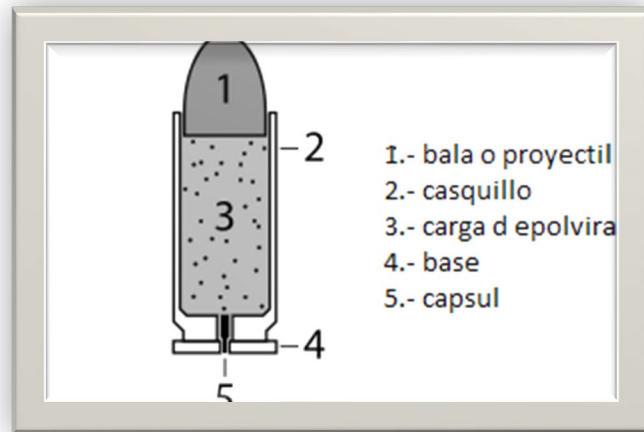 1
2
3
4
5
1.- bala o proyectil
2.- casquillo
3.- carga d epolvira
4.- base
5.- capsul